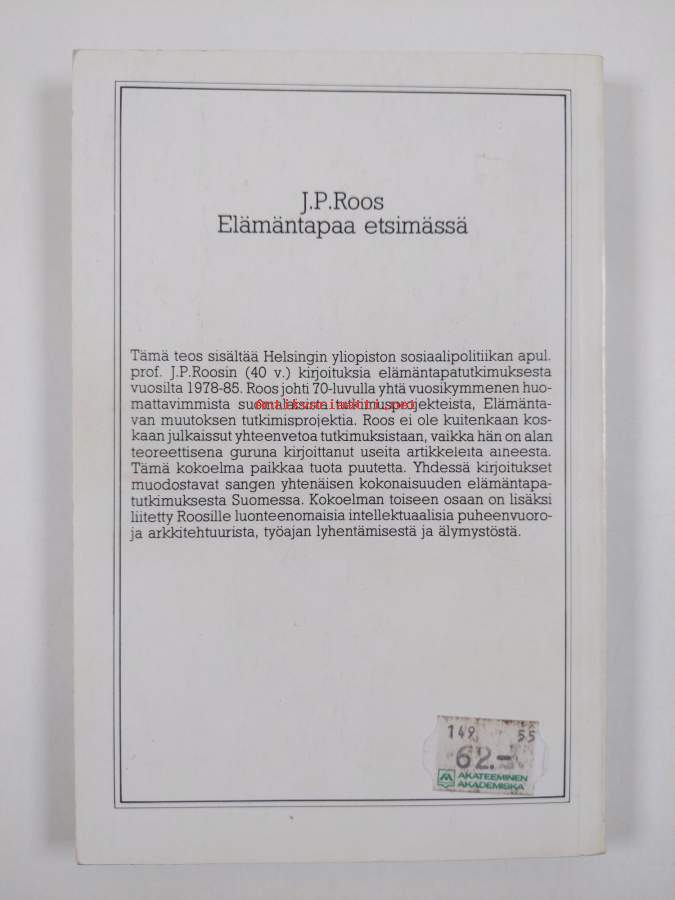 J.P.Roos
Elämäntapaa etsimässä
Tämä teos sisältää Helsingin yliopiston sosiaalipolitiikan apul.
prof. J.P.Roosin (40 v.) kirjoituksia elämäntapatutkimuksesta
vuosilta 1978-85. Roos johti 70-luvulla yhtä vuosikymmenen huo-
mattavimmista suomalaisista tutkimusprojekteista, Elämänta-
van muutoksen tutkimisprojektia. Roos ei ole kuitenkaan kos-
kaan julkaissut yhteenvetoa tutkimuksistaan, vaikka hän on alan
teoreettisena guruna kirjoittanut useita artikkeleita aineesta.
Tämä kokoelma paikkaa tuota puutetta. Yhdessä kirjoitukset
muodostavat sangen yhtenäisen kokonaisuuden elämäntapa-
tutkimuksesta Suomessa. Kokoelman toiseen osaan on lisäksi
liitetty Roosille luonteenomaisia intellektuaalisia puheenvuoro-
ja arkkitehtuurista, työajan lyhentämisestä ja älymystöstä.
149 55
62.-
AKATEEMINEN
AKADEMISKA